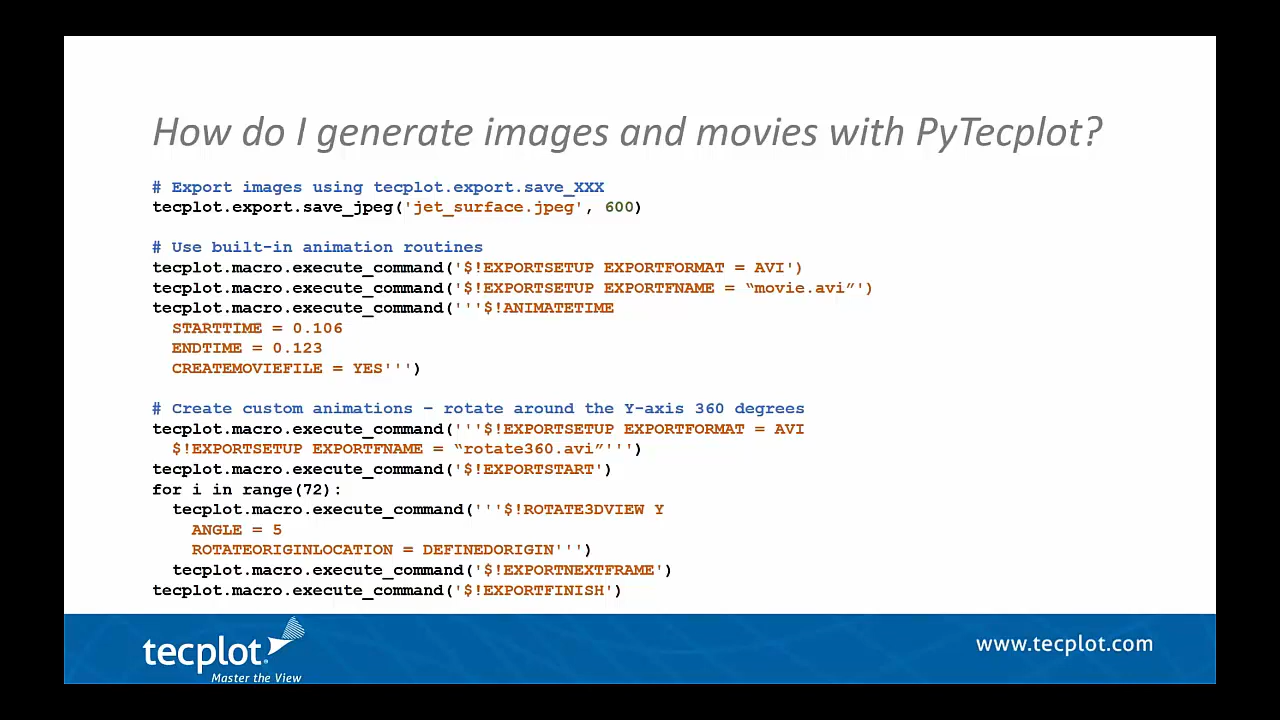 How do I generate images and movies with PyTecplot?
# Export images using tecplot.export.save_XXX
tecplot.export.save_jpeg('jet_surface.jpeg', 600)
# Use built-in animation routines
tecplot.macro.execute_command('$!EXPORTSETUP EXPORTFORMAT = AVI')
tecplot.macro.execute_command('$!EXPORTSETUP EXPORTFNAME = “movie.avi”')
tecplot.macro.execute_command('''$!ANIMATETIME
STARTTIME = 0.106
ENDTIME = 0.123
CREATEMOVIEFILE = YES''')
# Create custom animations – rotate around the Y-axis 360 degrees
tecplot.macro.execute_command('''$!EXPORTSETUP EXPORTFORMAT = AVI
$!EXPORTSETUP EXPORTFNAME = “rotate360.avi”''')
tecplot.macro.execute_command('$!EXPORTSTART')
for i in range(72):
tecplot.macro.execute_command('''$!ROTATE3DVIEW Y
ANGLE = 5
ROTATEORIGINLOCATION = DEFINEDORIGIN''')
tecplot.macro.execute_command('$!EXPORTNEXTFRAME')
tecplot.macro.execute_command('$!EXPORTFINISH')
tecplot.
Master the View
www.tecplot.com